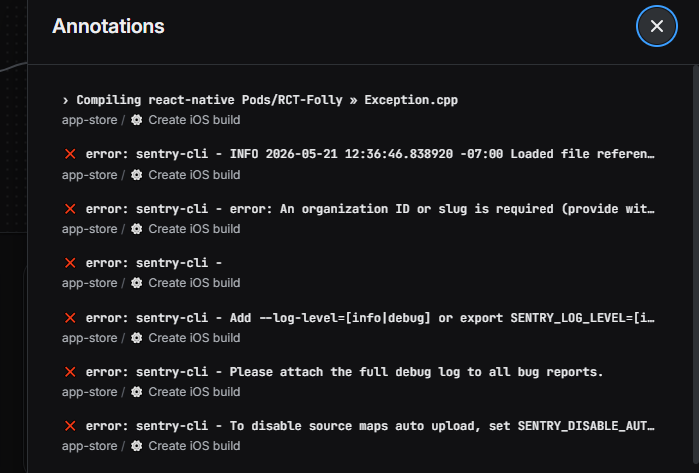 Annotations
› Compiling react-native Pods/RCT-Folly » Exception.cpp
app-store / Create iOS build
error: sentry-cli - INFO 2026-05-21 12:36:46.838920 -07:00 Loaded file referen…
app-store / Create iOS build
error: sentry-cli - error: An organization ID or slug is required (provide wit…
app-store / Create iOS build
error: sentry-cli -
app-store / Create iOS build
error: sentry-cli - Add --log-level=[info|debug] or export SENTRY_LOG_LEVEL=[i…
app-store / Create iOS build
error: sentry-cli - Please attach the full debug log to all bug reports.
app-store / Create iOS build
error: sentry-cli - To disable source maps auto upload, set SENTRY_DISABLE_AUT…
app-store / Create iOS build